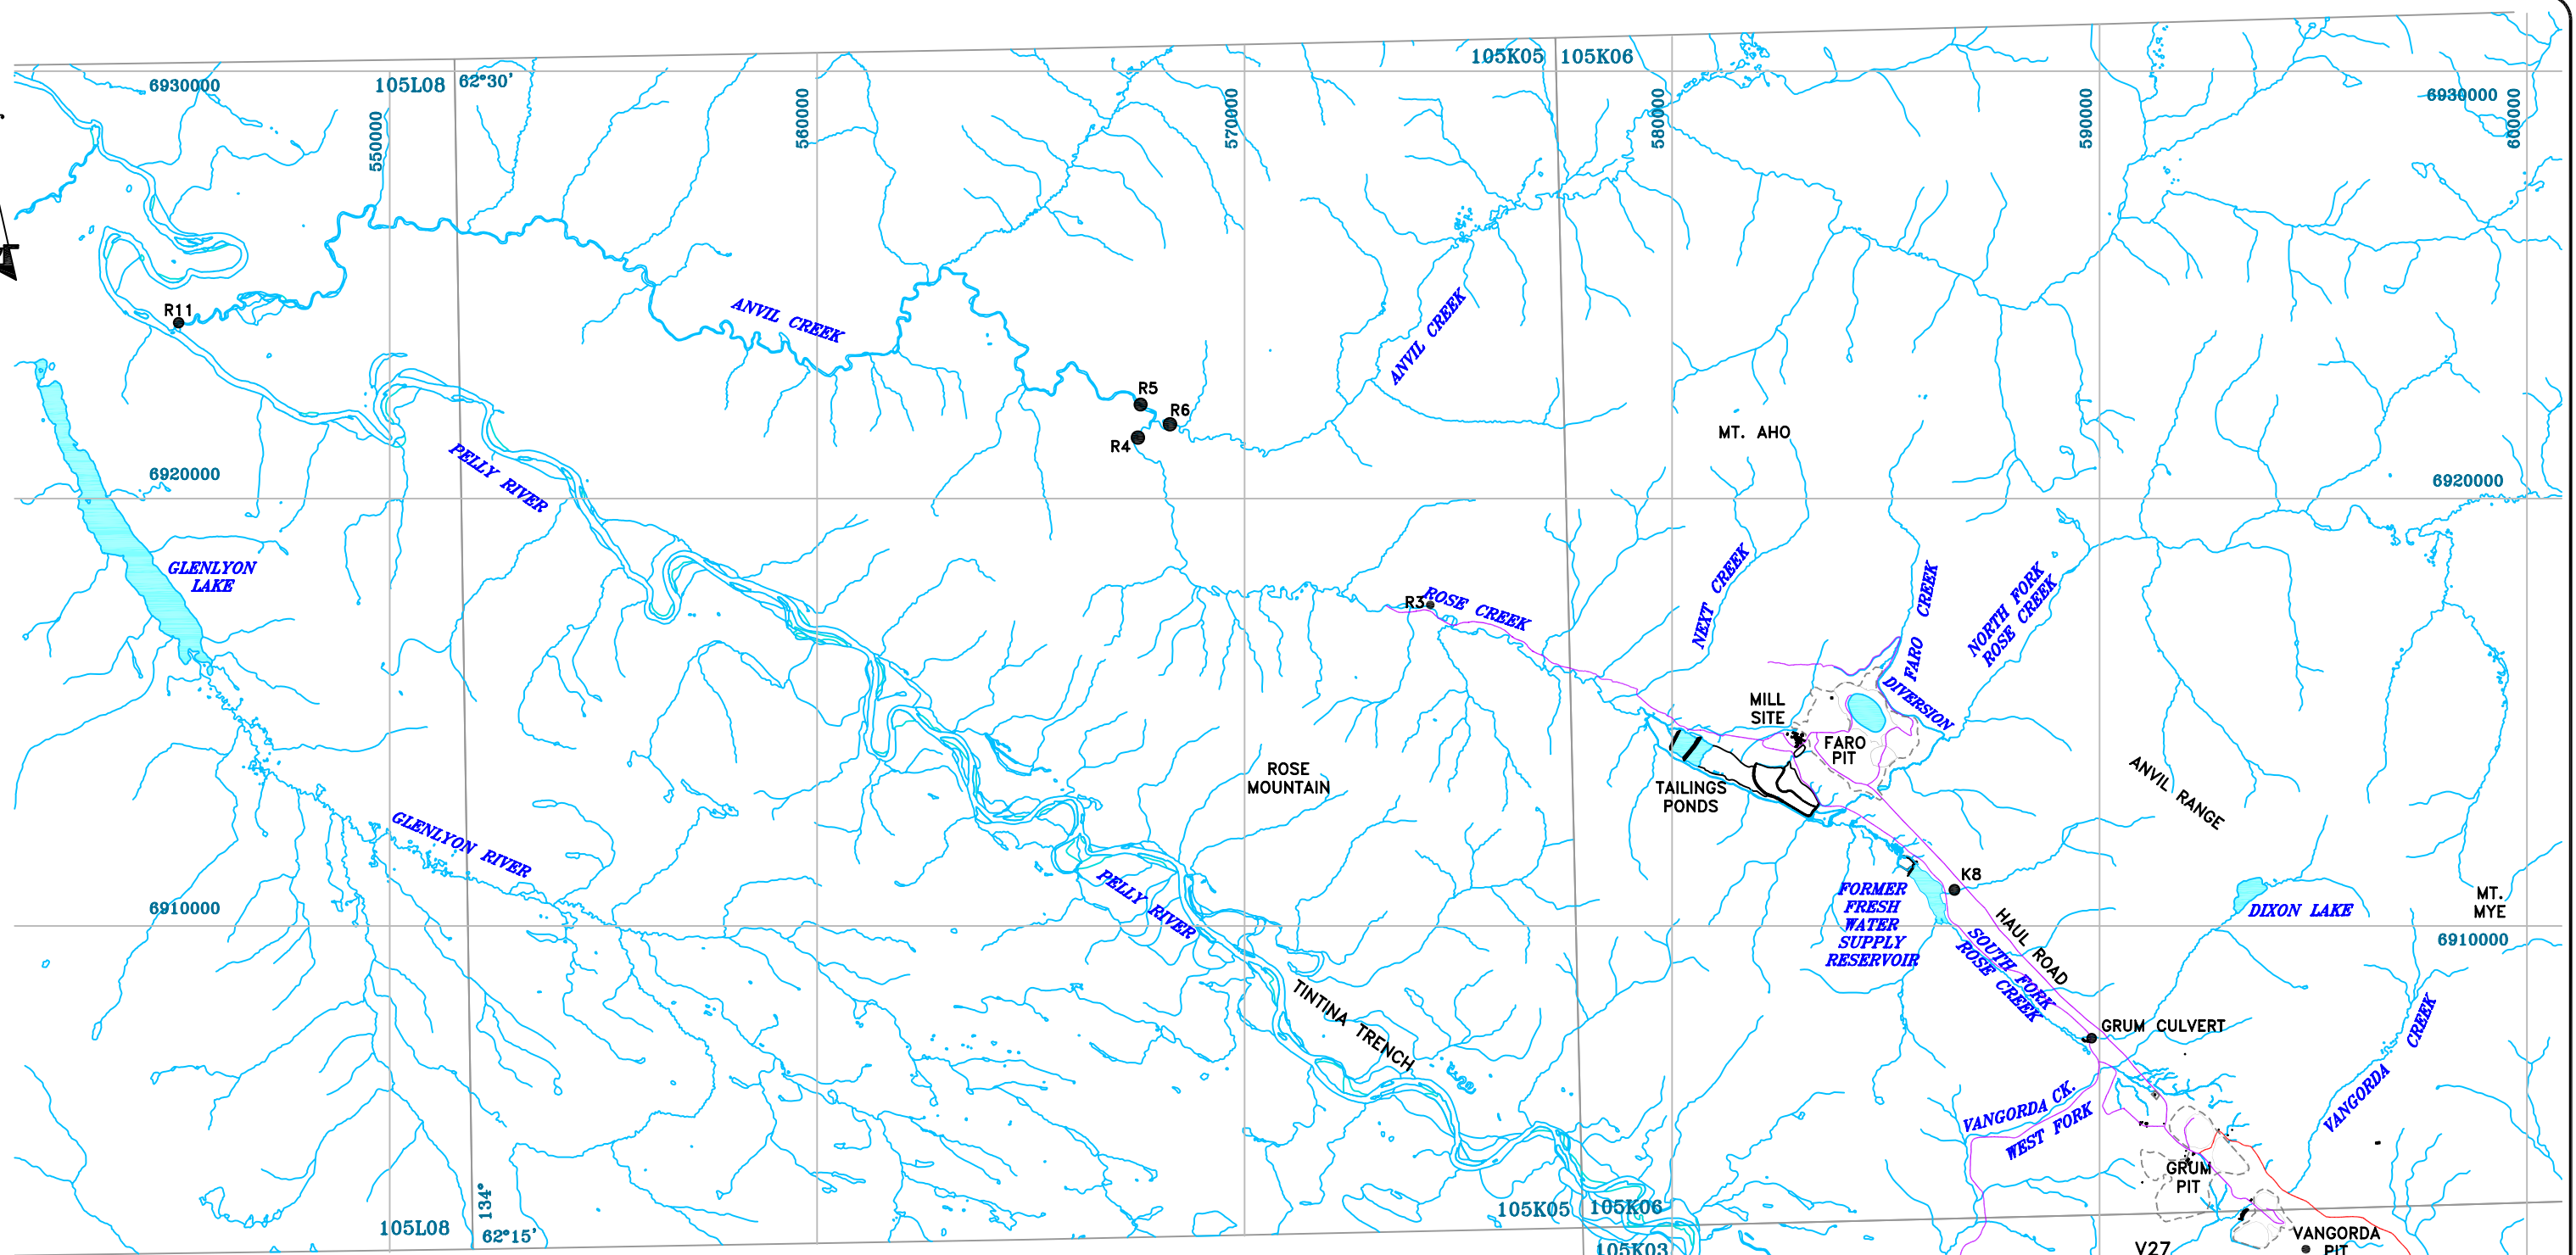 105K05
105K06
6930000
105L08
62°30'
6930000
550000
560000
570000
580000
590000
600000
R11
ANVIL CREEK
ANVIL CREEK
R5
R6
R4
MT. AHO
PELLY RIVER
6920000
6920000
GLENLYON
LAKE
NEXT CREEK
FARO CREEK
NORTH FORK
ROSE CREEK
R3
ROSE CREEK
DIVERSION
MILL
SITE
FARO
PIT
ROSE
MOUNTAIN
TAILINGS
PONDS
ANVIL RANGE
GLENLYON RIVER
PELLY RIVER
K8
FORMER
FRESH
WATER
SUPPLY
RESERVOIR
DIXON LAKE
MT.
MYE
6910000
6910000
HAUL ROAD
SOUTH FORK
ROSE CREEK
TINTINA TRENCH
GRUM CULVERT
VANGORDA CREEK
VANGORDA CK.
WEST FORK
GRUM
PIT
134°
105L08
62°15'
105K05
105K06
105K03
V27
VANGORDA
PIT